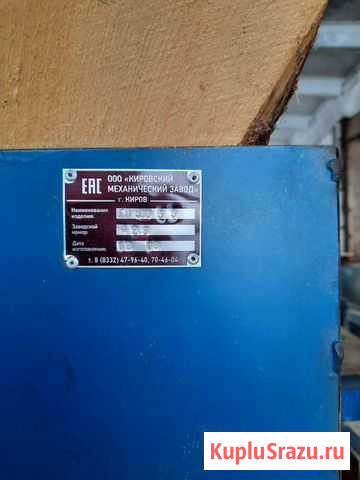 ЕАС
ООО «КИРОВСКИЙ
МЕХАНИЧЕСКИЙ ЗАВОД»
г. КИРОВ
Наименование
изделия:
Заводской
номер
Дата
изготовления:
т. 8 (8332) 47-96-40, 70-46-04
KupluSrazu.ru